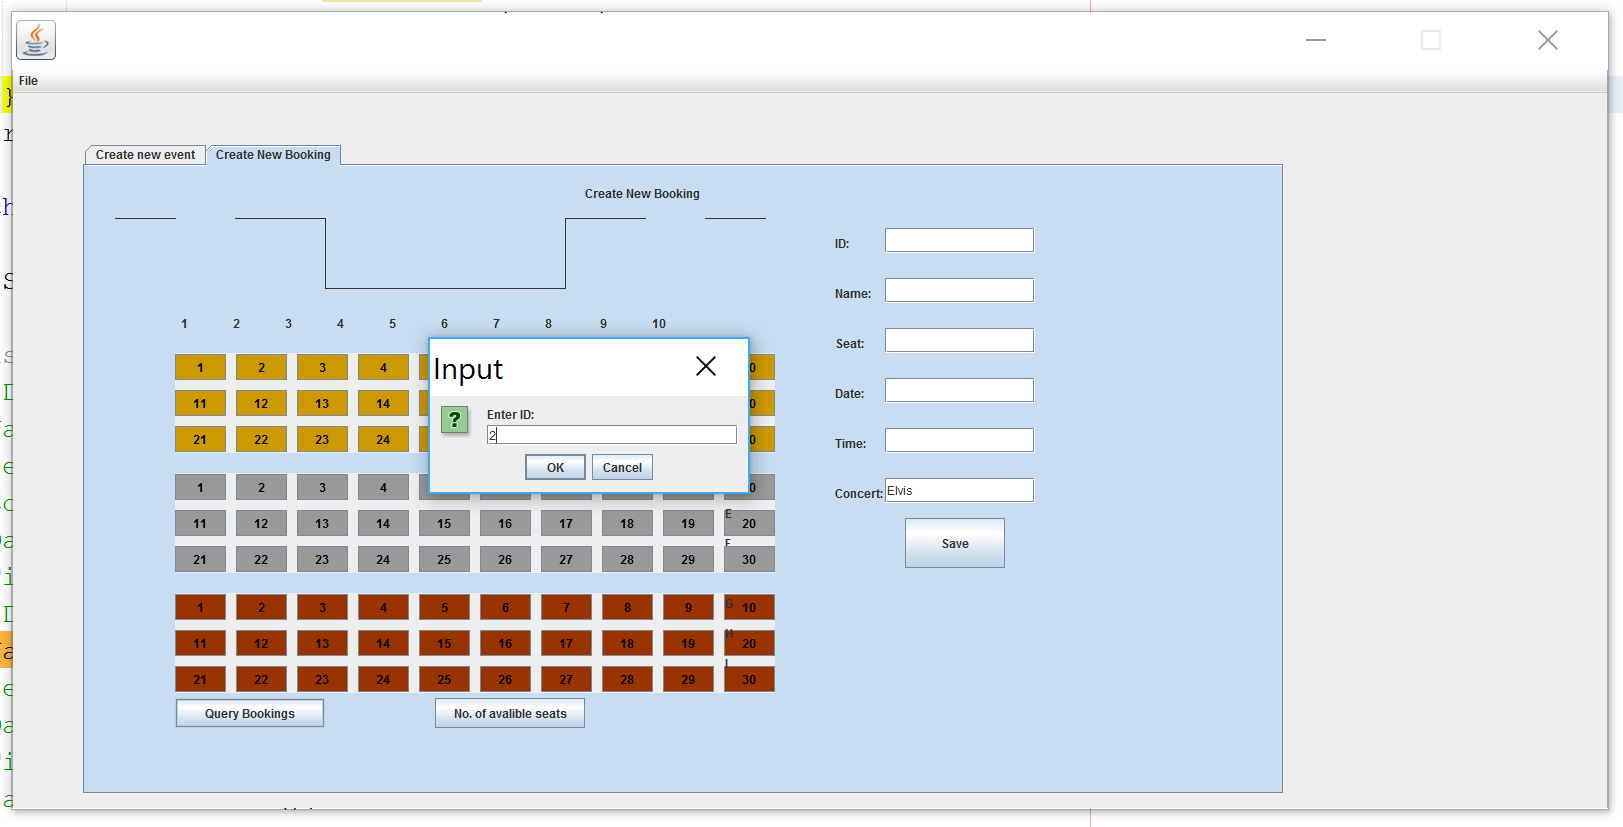 File
Create new event Create New Booking
Create New Booking
ID:
Name:
1 2 3 4 5 6 7 8 9 10
Seat:
1 2 3 4
Input
Enter ID:
2
OK Cancel
11 12 13 14
Date:
21 22 23 24
Time:
1 2 3 4
Concert: Elvis
11 12 13 14 15 16 17 18 19 E 20
Save
F
21 22 23 24 25 26 27 28 29 30
1 2 3 4 5 6 7 8 9 G 10
11 12 13 14 15 16 17 18 19 H 20
I
21 22 23 24 25 26 27 28 29 30
Query Bookings No. of avalible seats